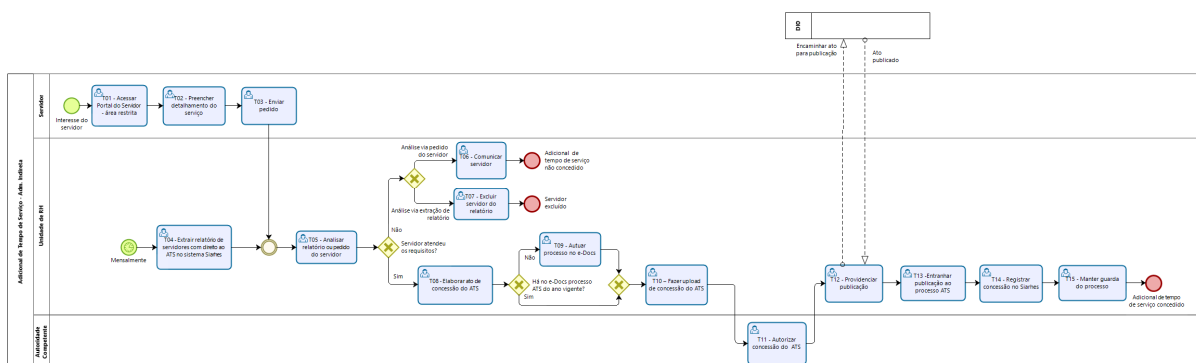 DIO
Encaminhar ato
para publicação
Ato
publicado
Adicional de Tempo de Serviço - Adm. Indireta
Servidor
Interesse do
servidor
T01 - Acessar
Portal do Servidor
- área restrita
T02 - Preencher
detalhamento do
serviço
T03 - Enviar
pedido
Unidade de RH
Análise via pedido
do servidor
T06 - Comunicar
servidor
Adicional de
tempo de serviço
não concedido
Análise via extração de
relatório
T07 - Excluir
servidor do
relatório
Servidor
excluído
Não
Mensalmente
T04 - Extrair relatório de
servidores com direito ao
ATS no sistema Siarhes
T05 - Analisar
relatório ou pedido
do servidor
Servidor atendeu
os requisitos?
Sim
T08 - Elaborar ato de
concessão do ATS
Não
T09 - Autuar
processo no e-Docs
Há no e-Docs processo
ATS do ano vigente?
Sim
T10 – Fazer upload
de concessão do ATS
T12 - Providenciar
publicação
T13 -Entranhar
publicação ao
processo ATS
T14 - Registrar
concessão no Siarhes
T15 - Manter guarda
do processo
Adicional de tempo
de serviço concedido
Autoridade
Competente
T11 - Autorizar
concessão do ATS